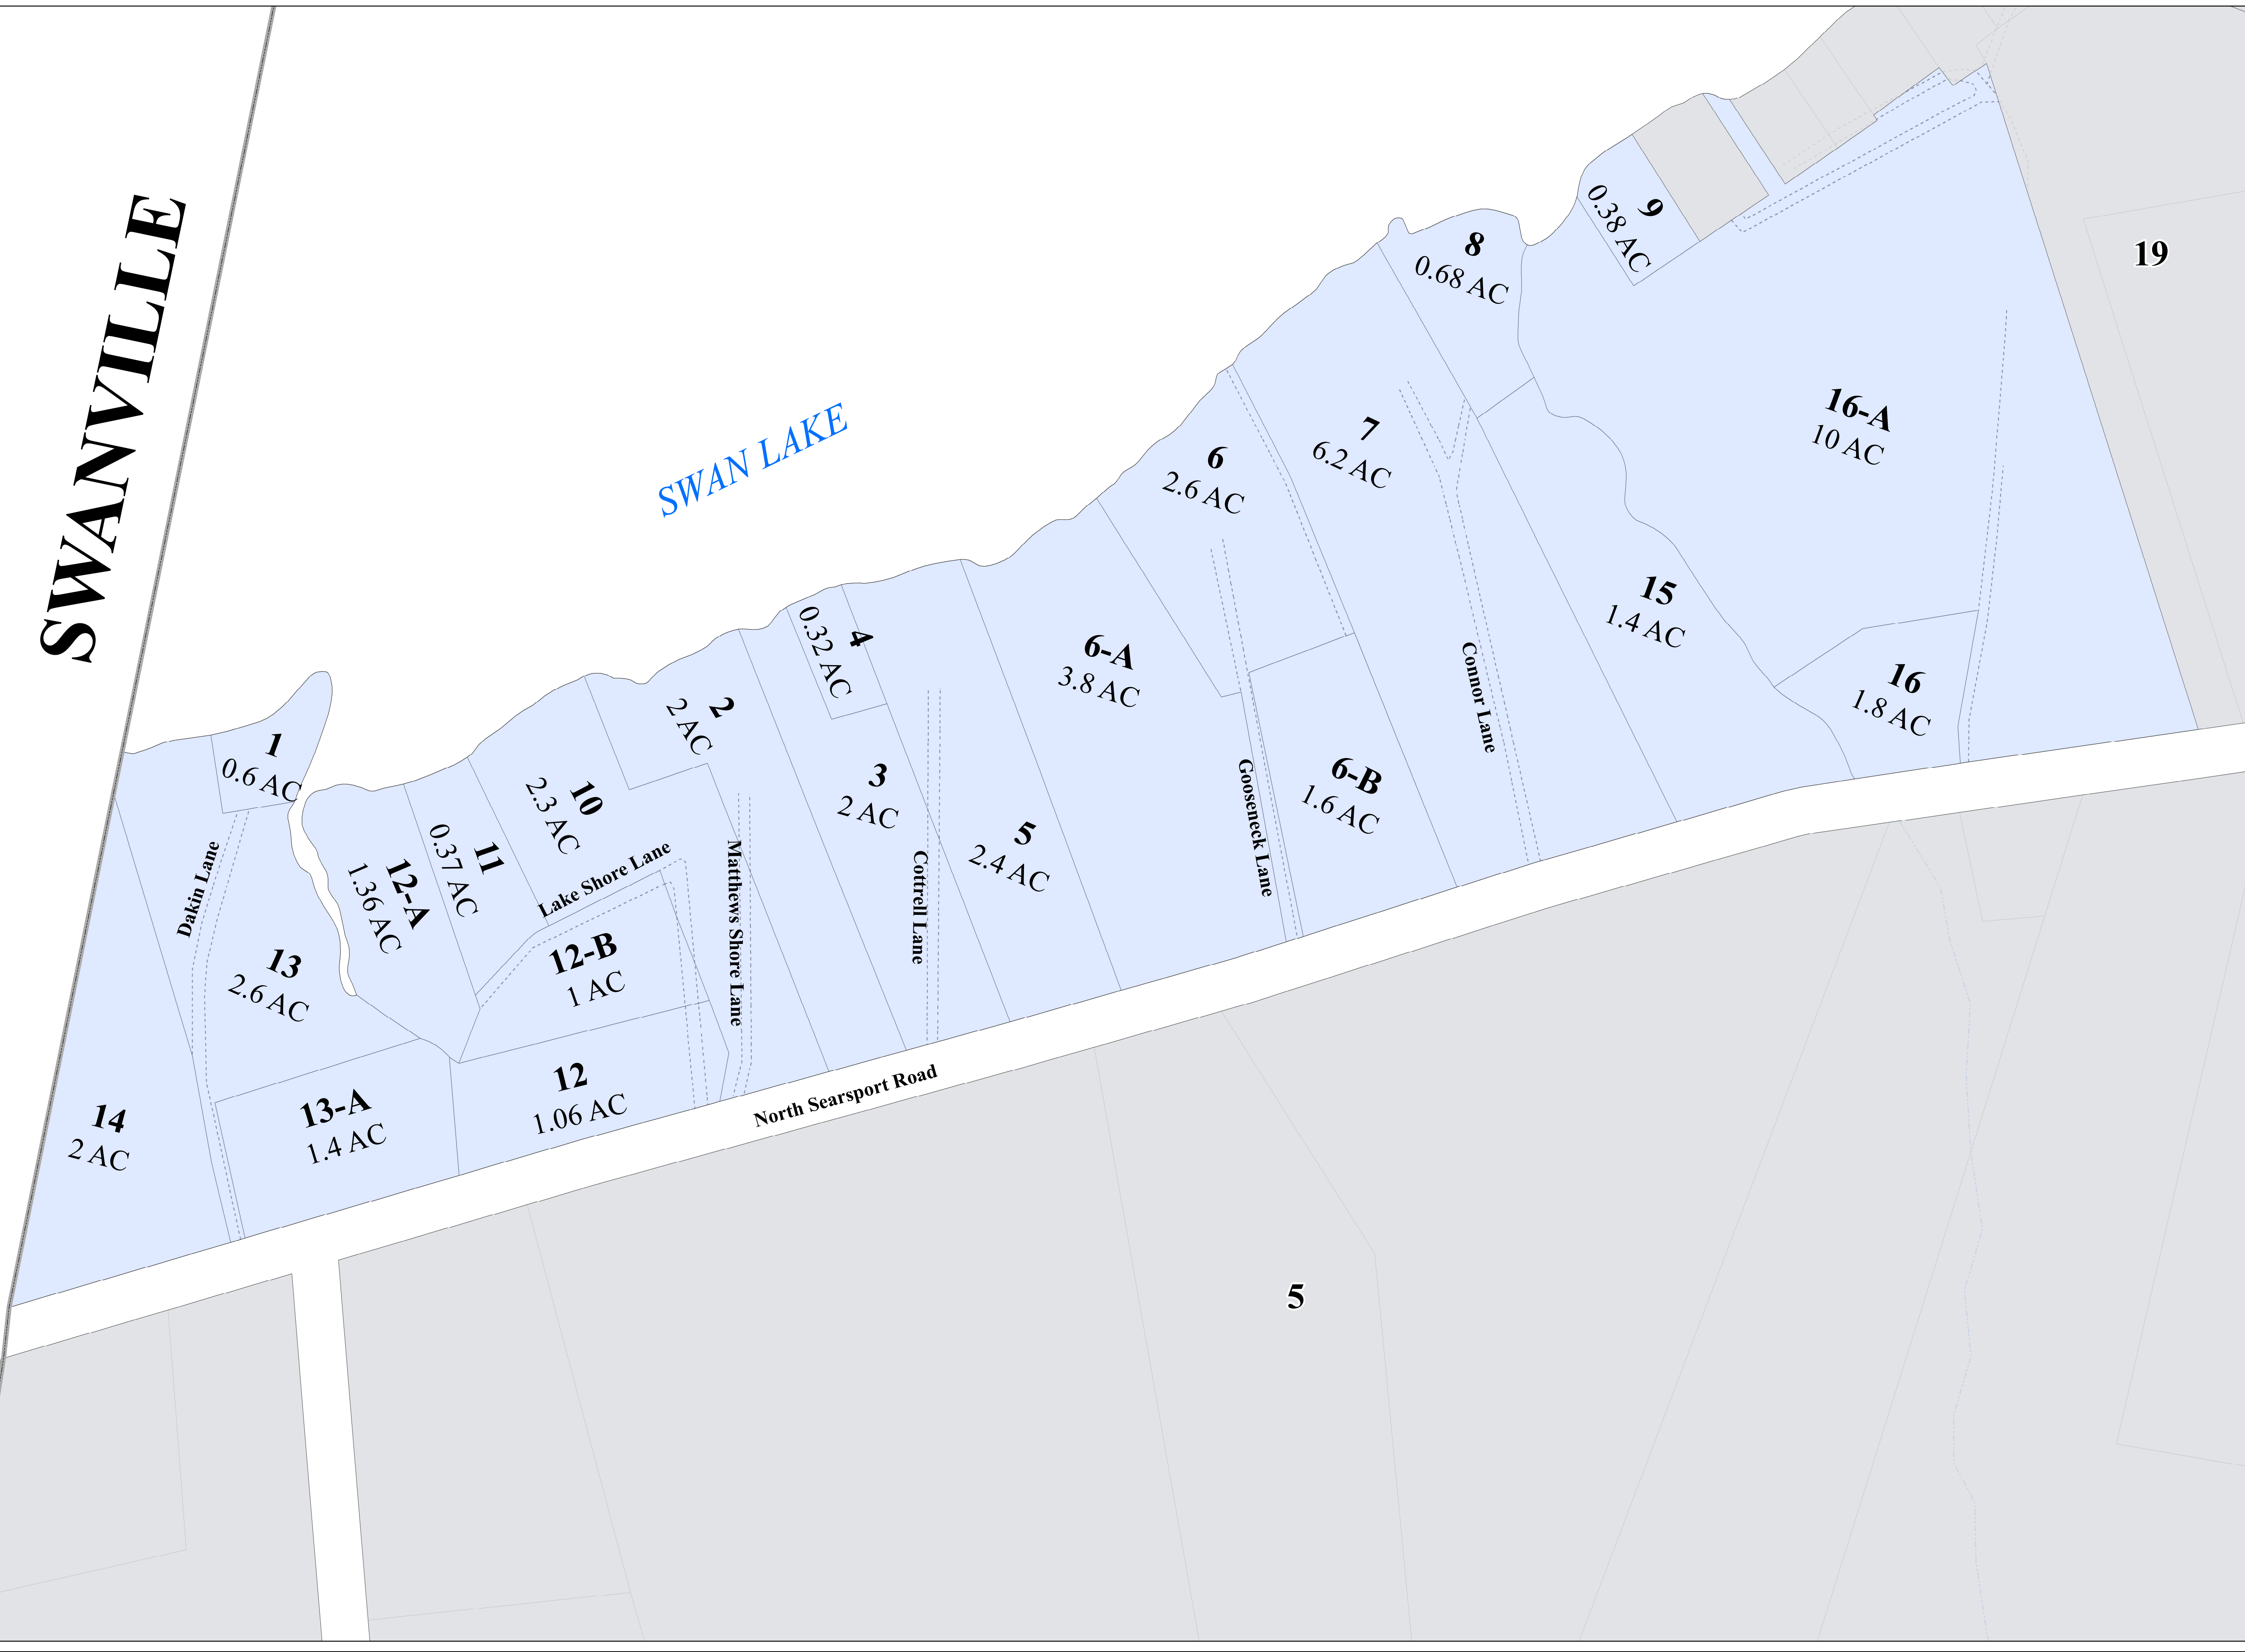 SWANVILLE
SWAN LAKE
19
9
0.38 AC
8
0.68 AC
16-A
10 AC
7
6.2 AC
6
2.6 AC
15
1.4 AC
4
0.32 AC
6-A
3.8 AC
16
1.8 AC
Connor Lane
2
2 AC
1
0.6 AC
3
2 AC
6-B
1.6 AC
Gooseneck Lane
10
2.3 AC
5
2.4 AC
11
0.37 AC
12-A
1.36 AC
Lake Shore Lane
Matthews Shore Lane
Cottrell Lane
Dakin Lane
13
2.6 AC
12-B
1 AC
14
2 AC
13-A
1.4 AC
12
1.06 AC
North Searsport Road
5